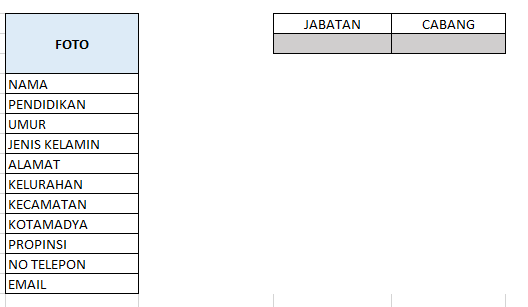 JABATAN CABANG
FOTO
NAMA
PENDIDIKAN
UMUR
JENIS KELAMIN
ALAMAT
KELURAHAN
KECAMATAN
KOTAMADYA
PROPINSI
NO TELEPON
EMAIL